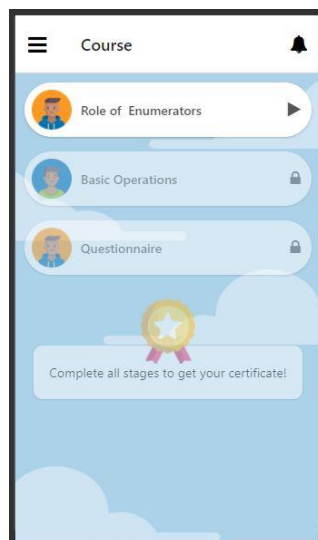 Course
Role of Enumerators
Basic Operations
Questionnaire
Complete all stages to get your certificate!